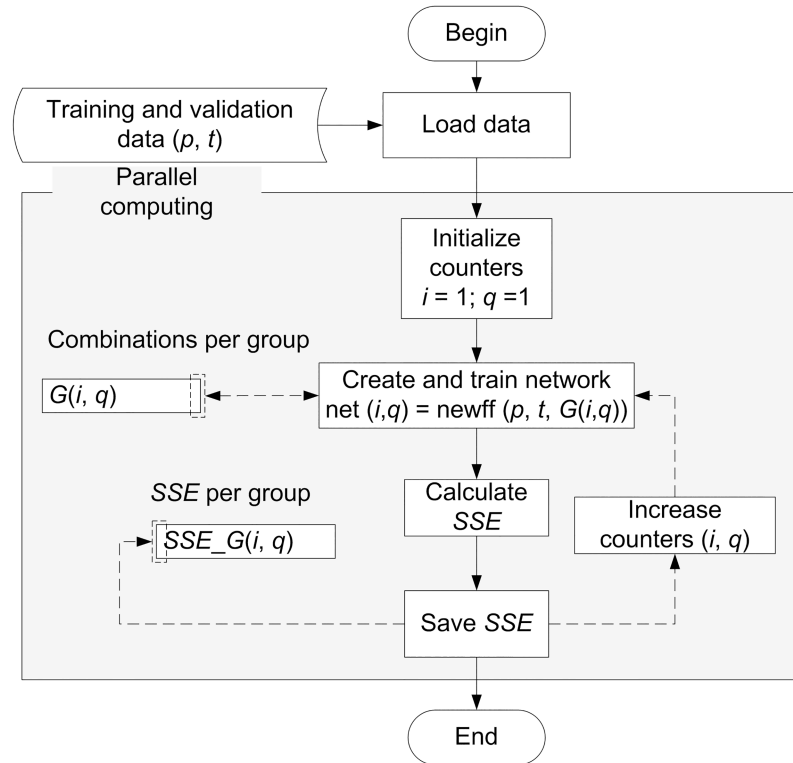 Begin
Training and validation
data (p, t)
Load data
Parallel
computing
Initialize
counters
i = 1; q =1
Combinations per group
G(i, q)
Create and train network
net (i,q) = newff (p, t, G(i,q))
SSE per group
SSE_G(i, q)
Calculate
SSE
Increase
counters (i, q)
Save SSE
End